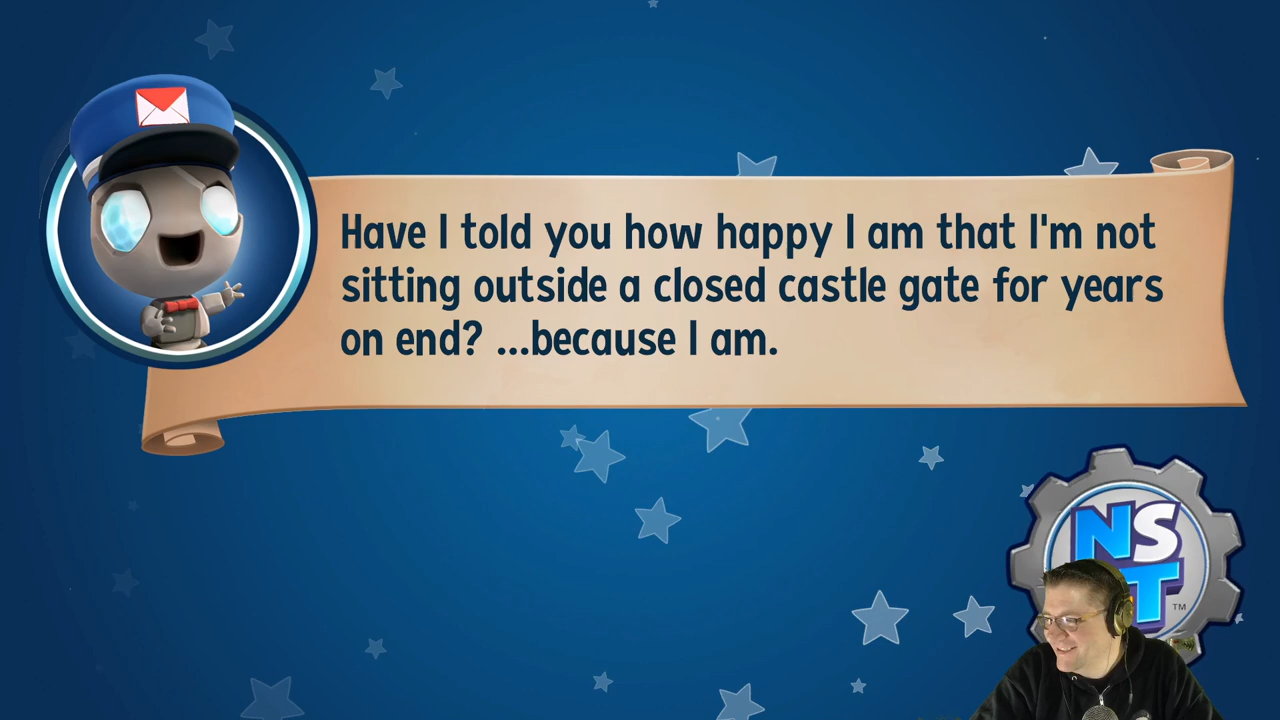 Have I told you how happy I am that I'm not
sitting outside a closed castle gate for years
on end? ...because I am.
NS
T
TM